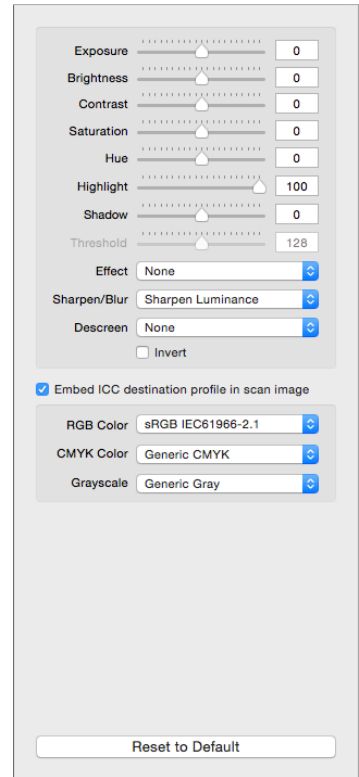 Exposure 0
Brightness 0
Contrast 0
Saturation 0
Hue 0
Highlight 100
Shadow 0
Threshold 128
Effect None
Sharpen/Blur Sharpen Luminance
Descreen None
Invert
Embed ICC destination profile in scan image
RGB Color sRGB IEC61966-2.1
CMYK Color Generic CMYK
Grayscale Generic Gray
Reset to Default